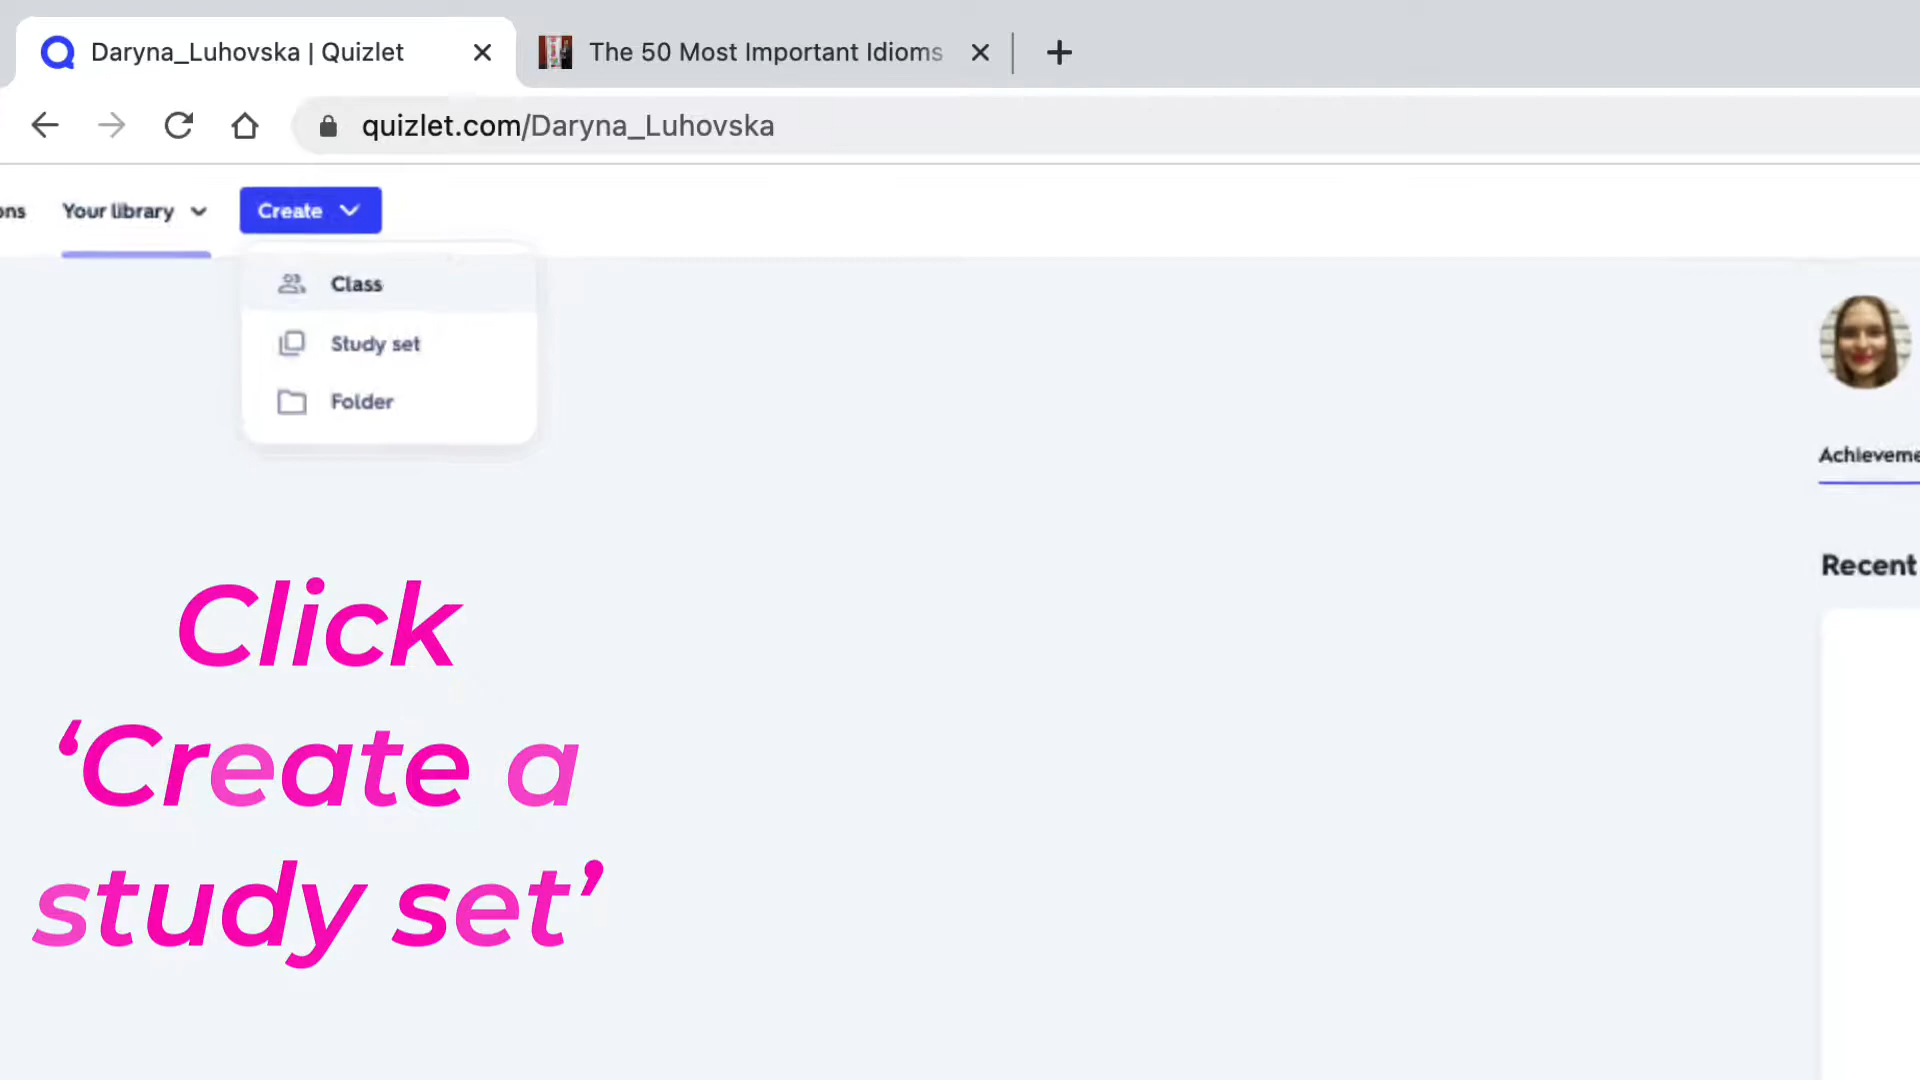 Daryna_Luhovska | Quizlet
The 50 Most Important Idioms
quizlet.com/Daryna_Luhovska
ons
Your library
Create
Class
Study set
Folder
Achieveme
Recent
Click
‘Create a
study set’